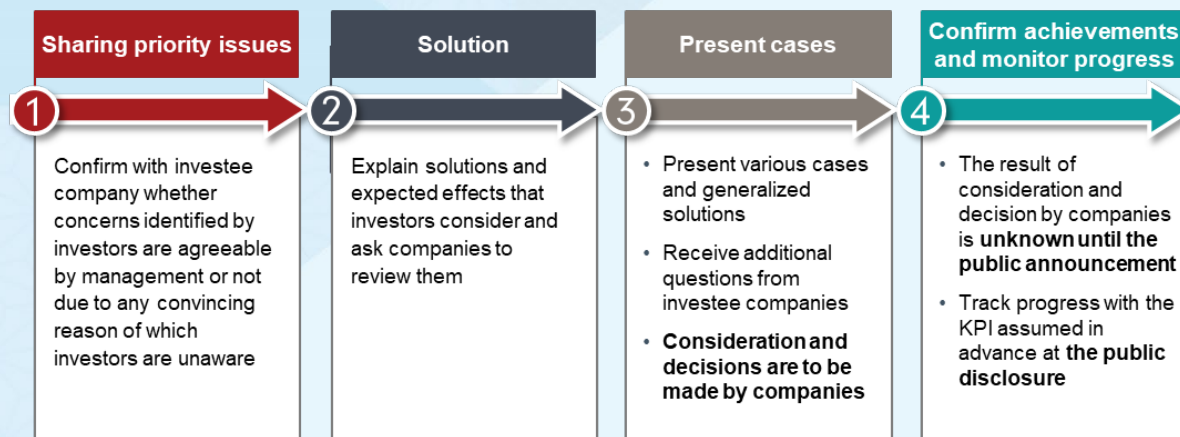 Sharing priority issues
1
Confirm with investee
company whether
concerns identified by
investors are agreeable
by management or not
due to any convincing
reason of which
investors are unaware
Solution
2
Explain solutions and
expected effects that
investors consider and
ask companies to
review them
Present cases
3
• Present various cases
and generalized
solutions
• Receive additional
questions from
investee companies
• Consideration and
decisions are to be
made by companies
Confirm achievements
and monitor progress
4
• The result of
consideration and
decision by companies
is unknown until the
public announcement
• Track progress with the
KPI assumed in
advance at the public
disclosure